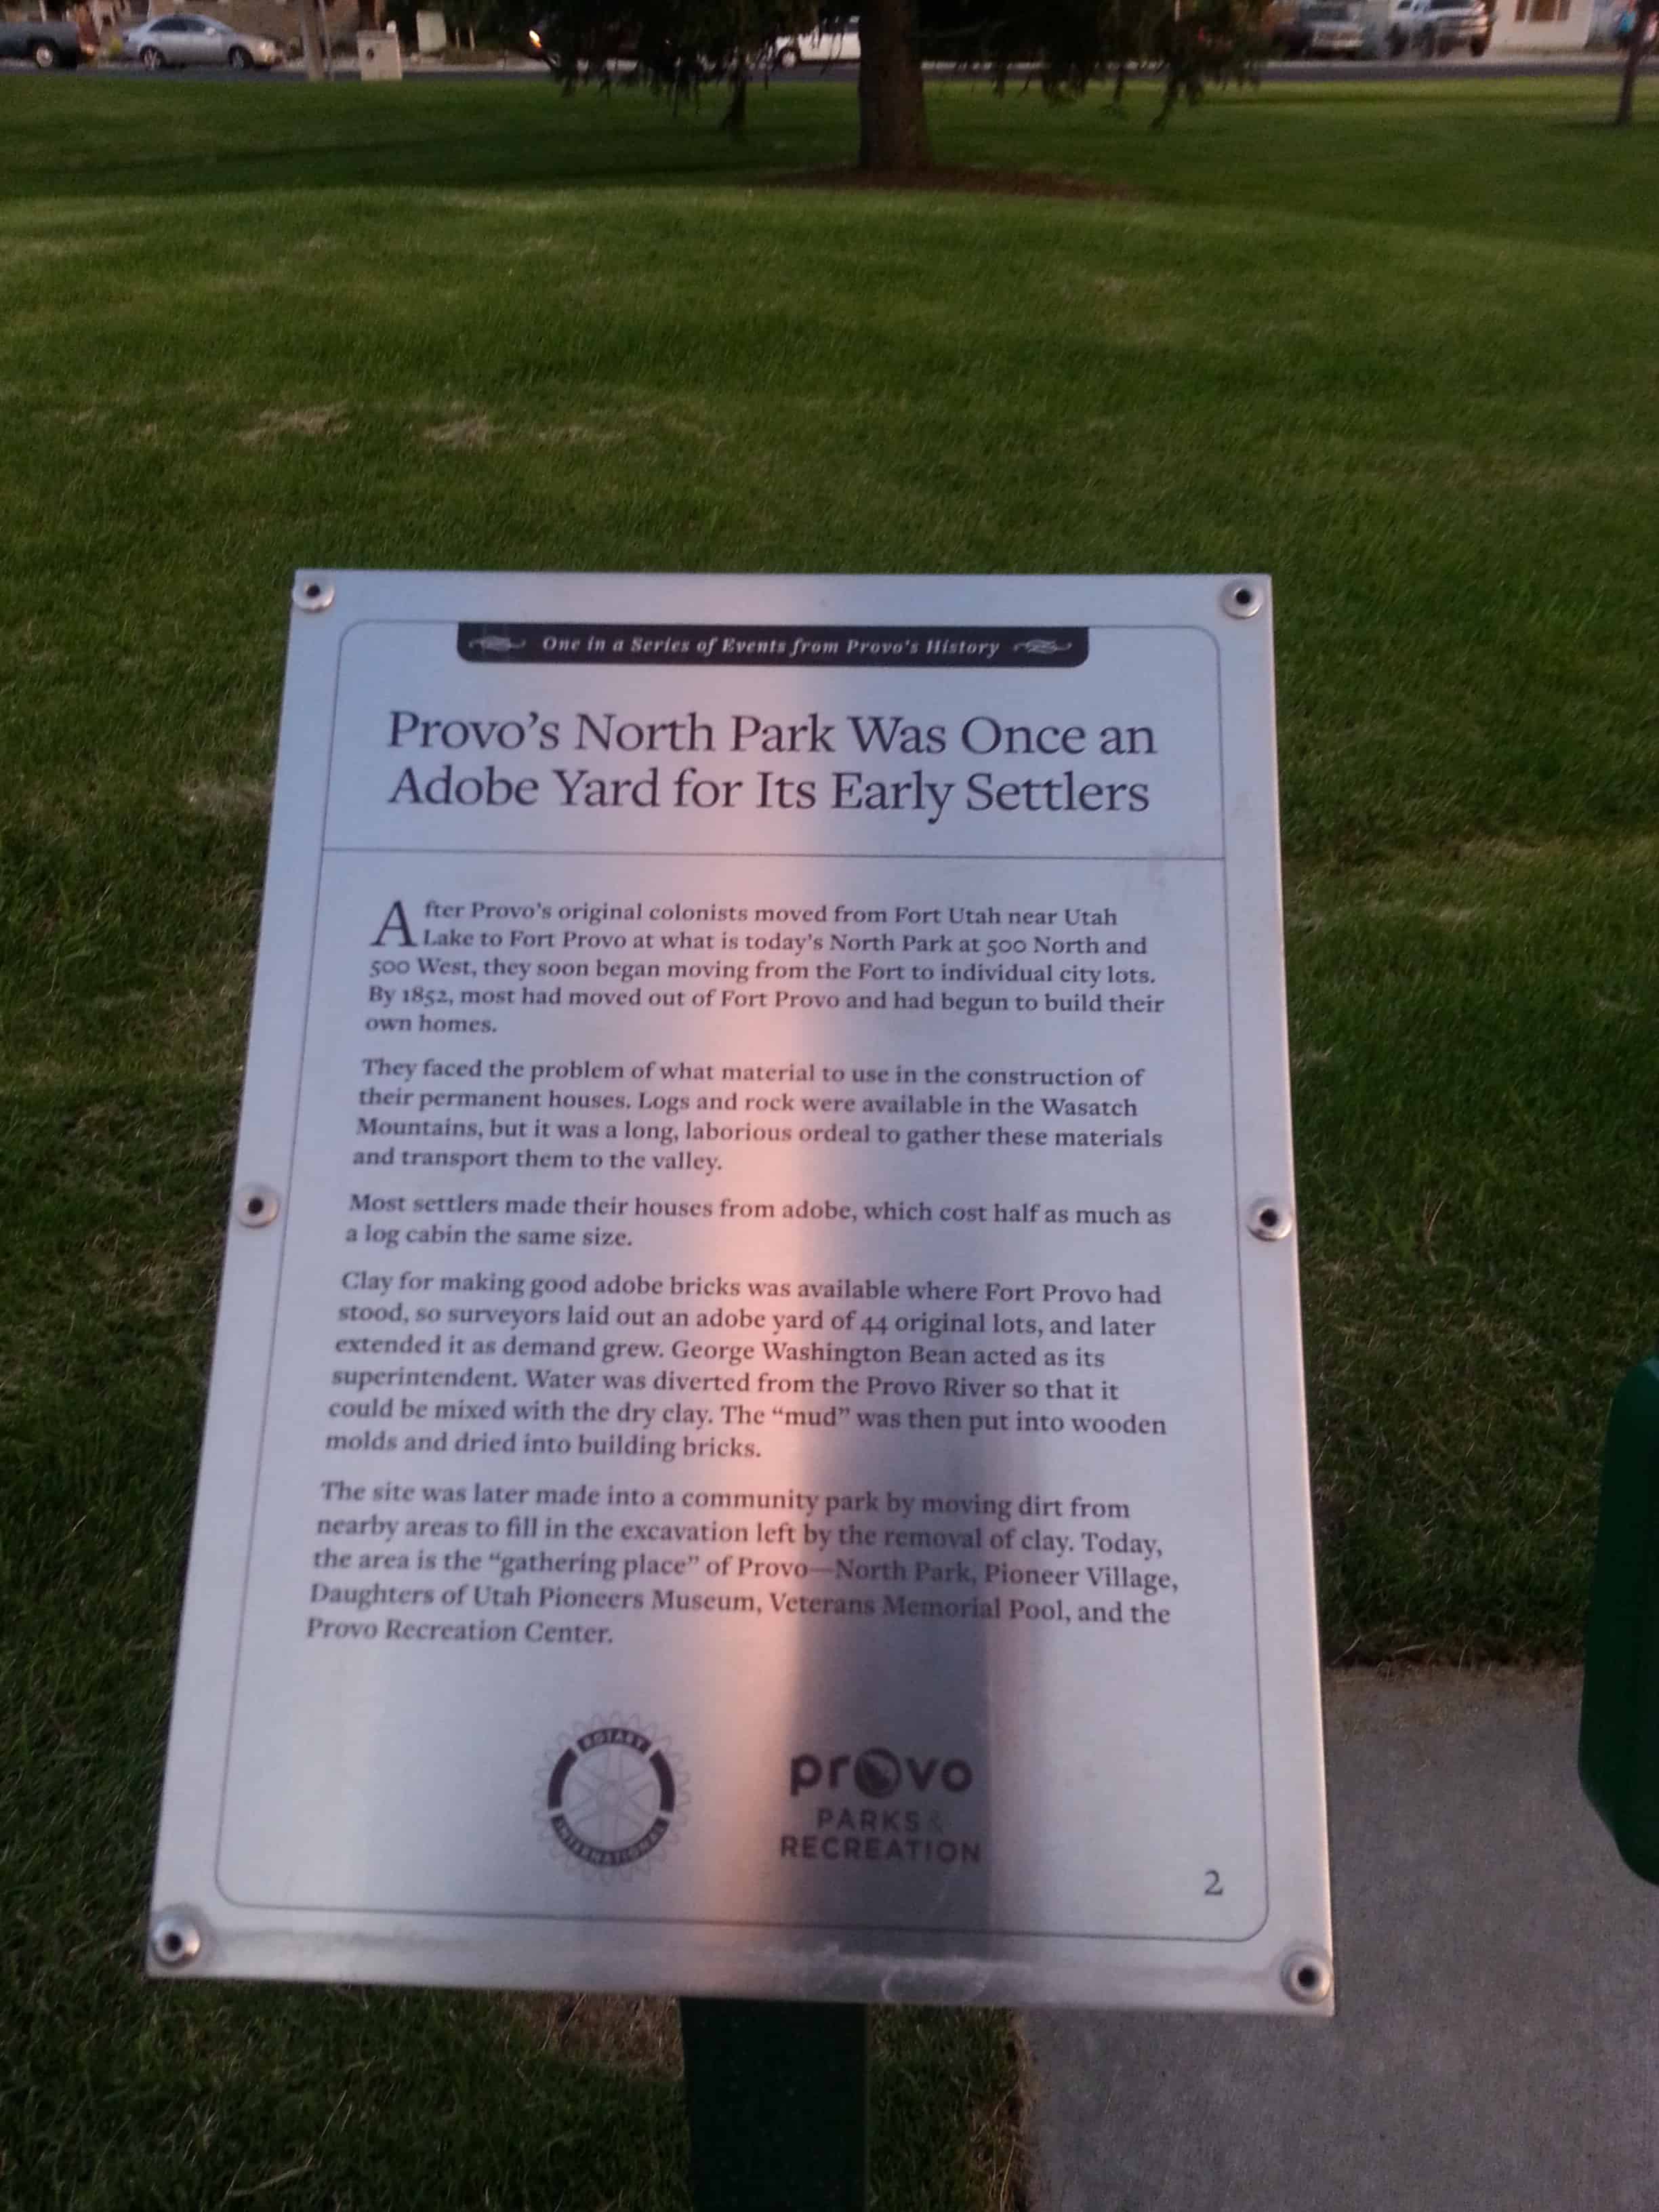 One in a Series of Events from Provo's History
Provo's North Park Was Once an
Adobe Yard for Its Early Settlers
After Provo's original colonists moved from Fort Utah near Utah
Lake to Fort Provo at what is today's North Park at 500 North and
500 West, they soon began moving from the Fort to individual city lots.
By 1852, most had moved out of Fort Provo and had begun to build their
own homes.
They faced the problem of what material to use in the construction of
their permanent houses. Logs and rock were available in the Wasatch
Mountains, but it was a long, laborious ordeal to gather these materials
and transport them to the valley.
Most settlers made their houses from adobe, which cost half as much as
a log cabin the same size.
Clay for making good adobe bricks was available where Fort Provo had
stood, so surveyors laid out an adobe yard of 44 original lots, and later
extended it as demand grew. George Washington Bean acted as its
superintendent. Water was diverted from the Provo River so that it
could be mixed with the dry clay. The “mud” was then put into wooden
molds and dried into building bricks.
The site was later made into a community park by moving dirt from
nearby areas to fill in the excavation left by the removal of clay. Today,
the area is the “gathering place” of Provo—North Park, Pioneer Village,
Daughters of Utah Pioneers Museum, Veterans Memorial Pool, and the
Provo Recreation Center.
ROTARY
INTERNATIONAL
provo
PARKS &
RECREATION
2